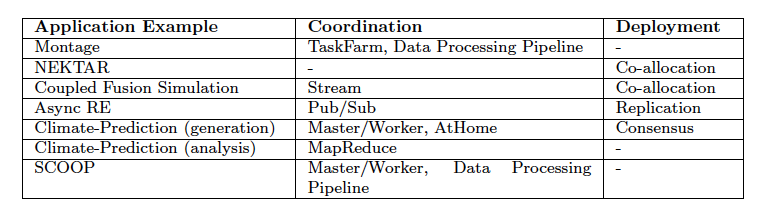 Application Example Coordination Deployment
Montage TaskFarm, Data Processing Pipeline -
NEKTAR - Co-allocation
Coupled Fusion Simulation Stream Co-allocation
Async RE Pub/Sub Replication
Climate-Prediction (generation) Master/Worker, AtHome Consensus
Climate-Prediction (analysis) MapReduce -
SCOOP Master/Worker, Data Processing -
Pipeline